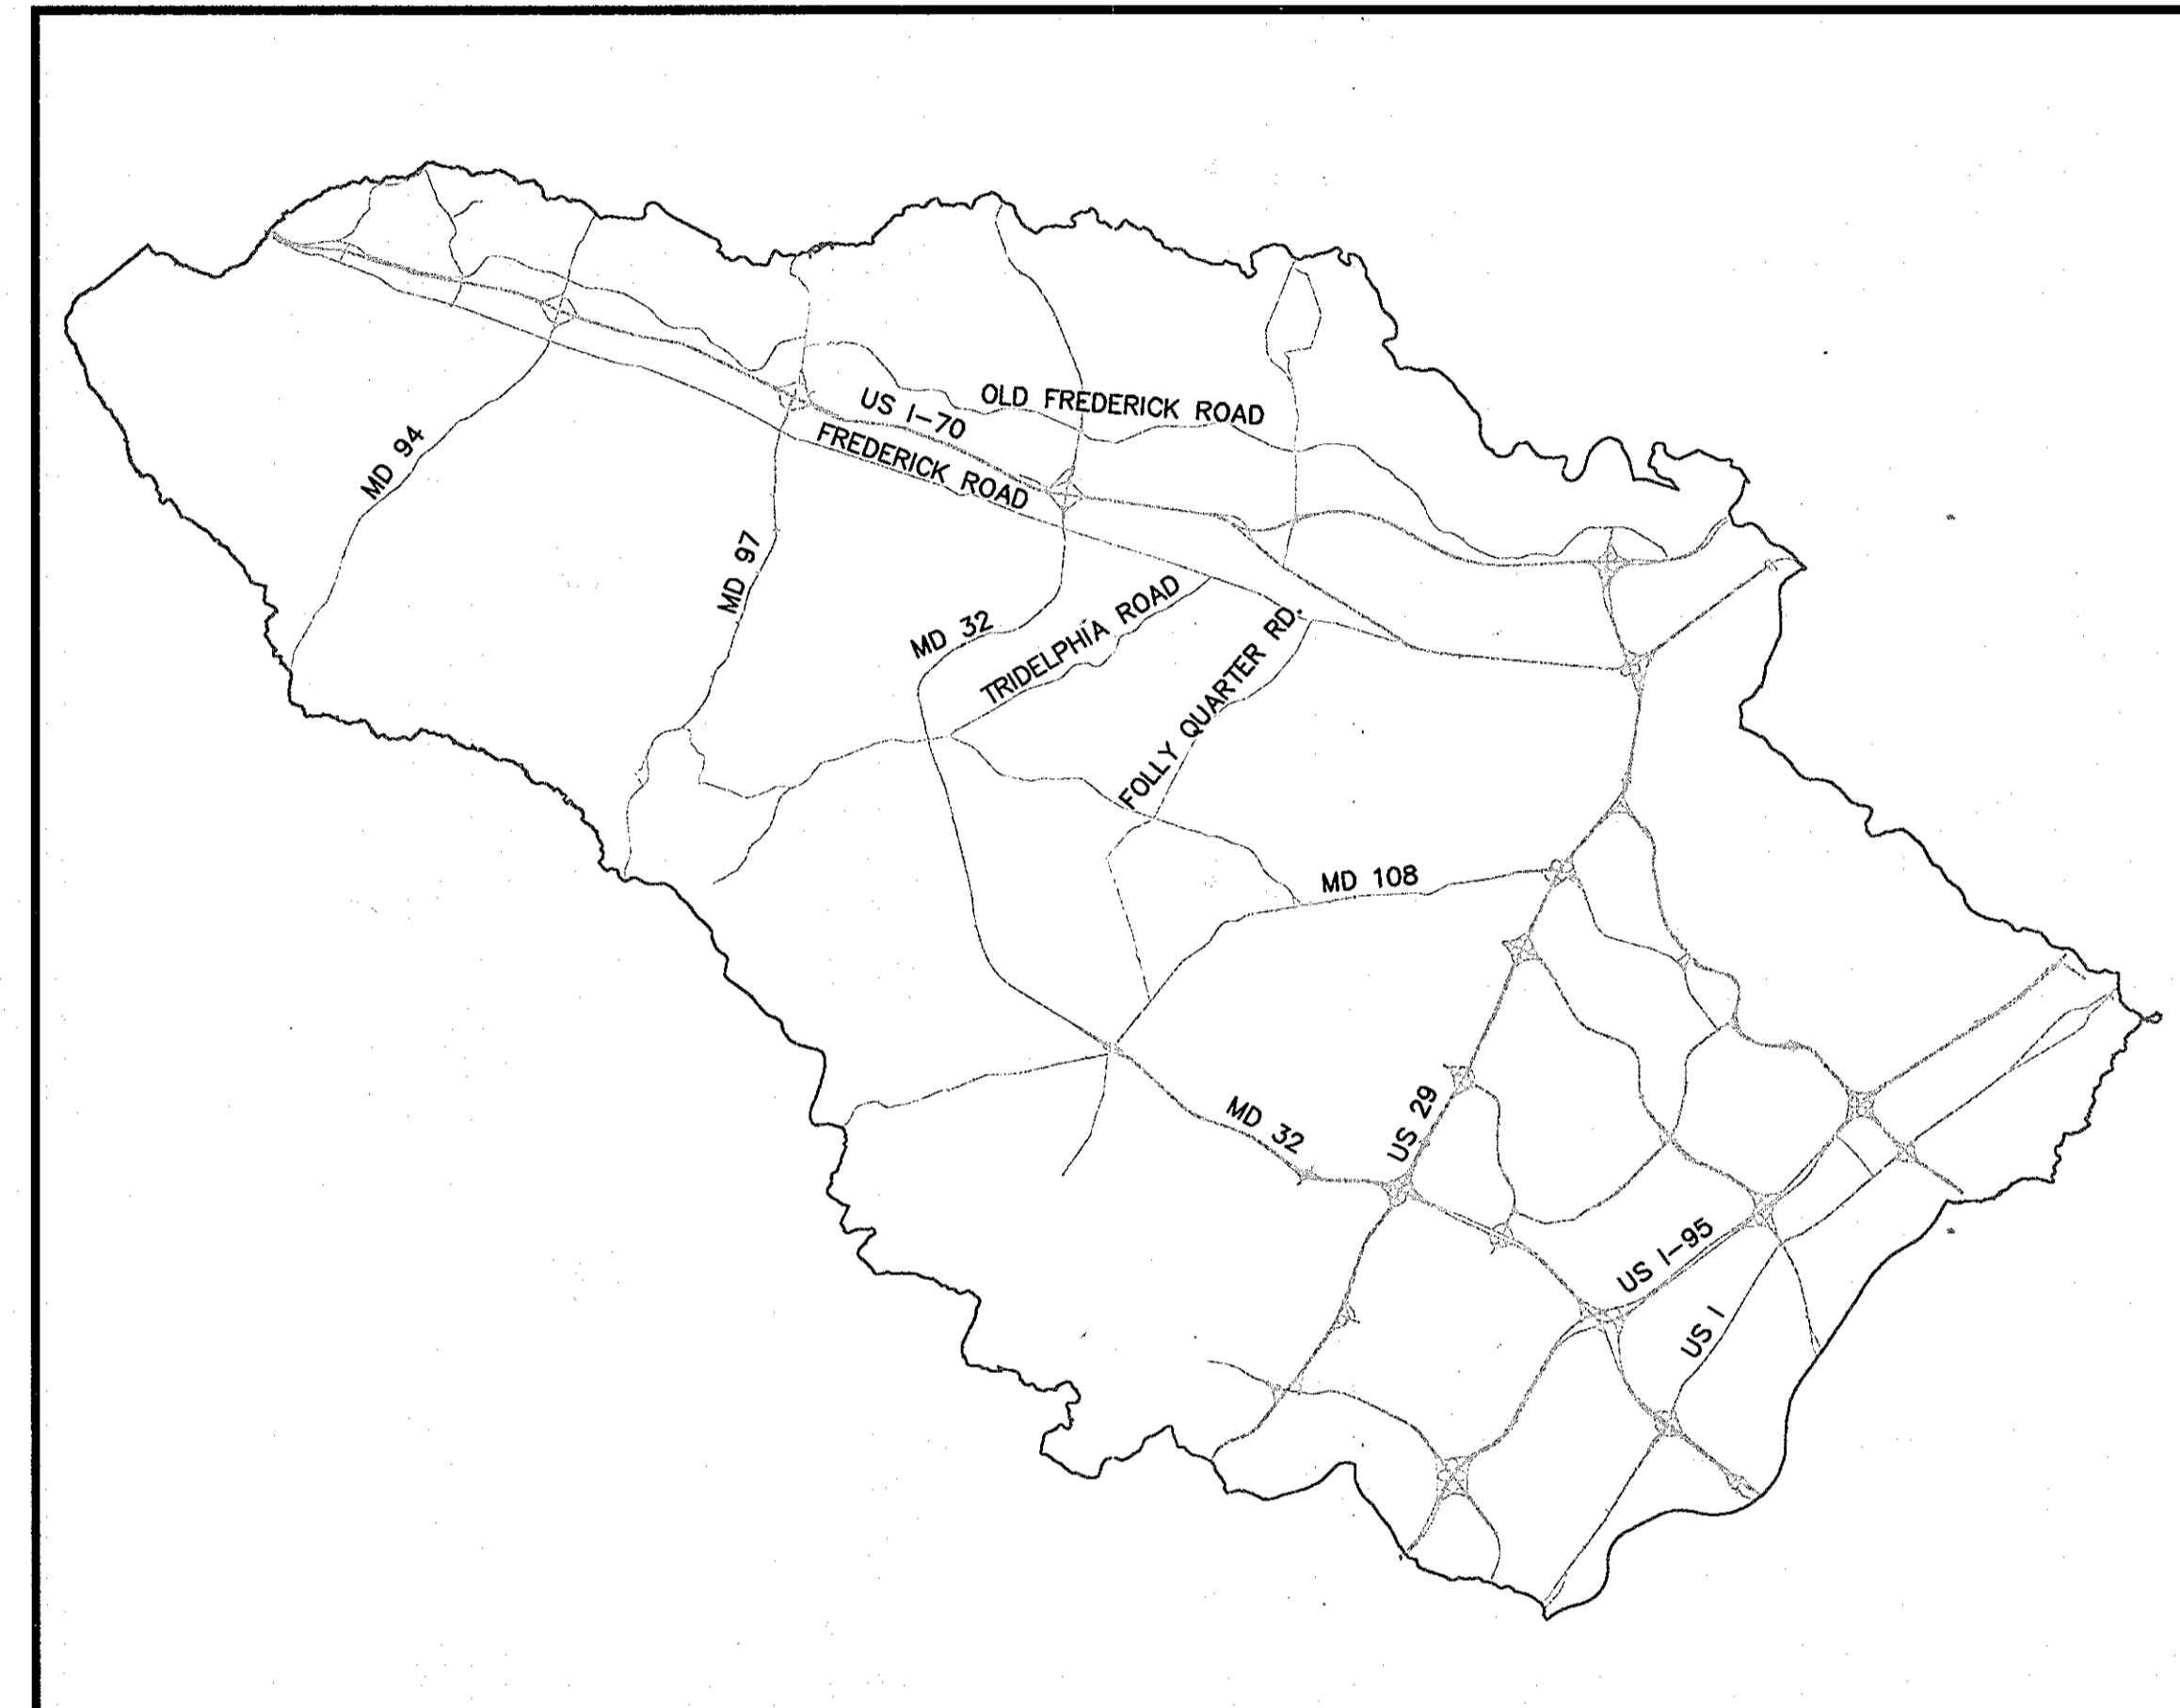 OLD FREDERICK ROAD
US I-70
FREDERICK ROAD
MD 94
MD 97
MD 32
TRIDELPHIA ROAD
FOLLY QUARTER RD.
MD 108
MD 32
US 29
US I-95
US I